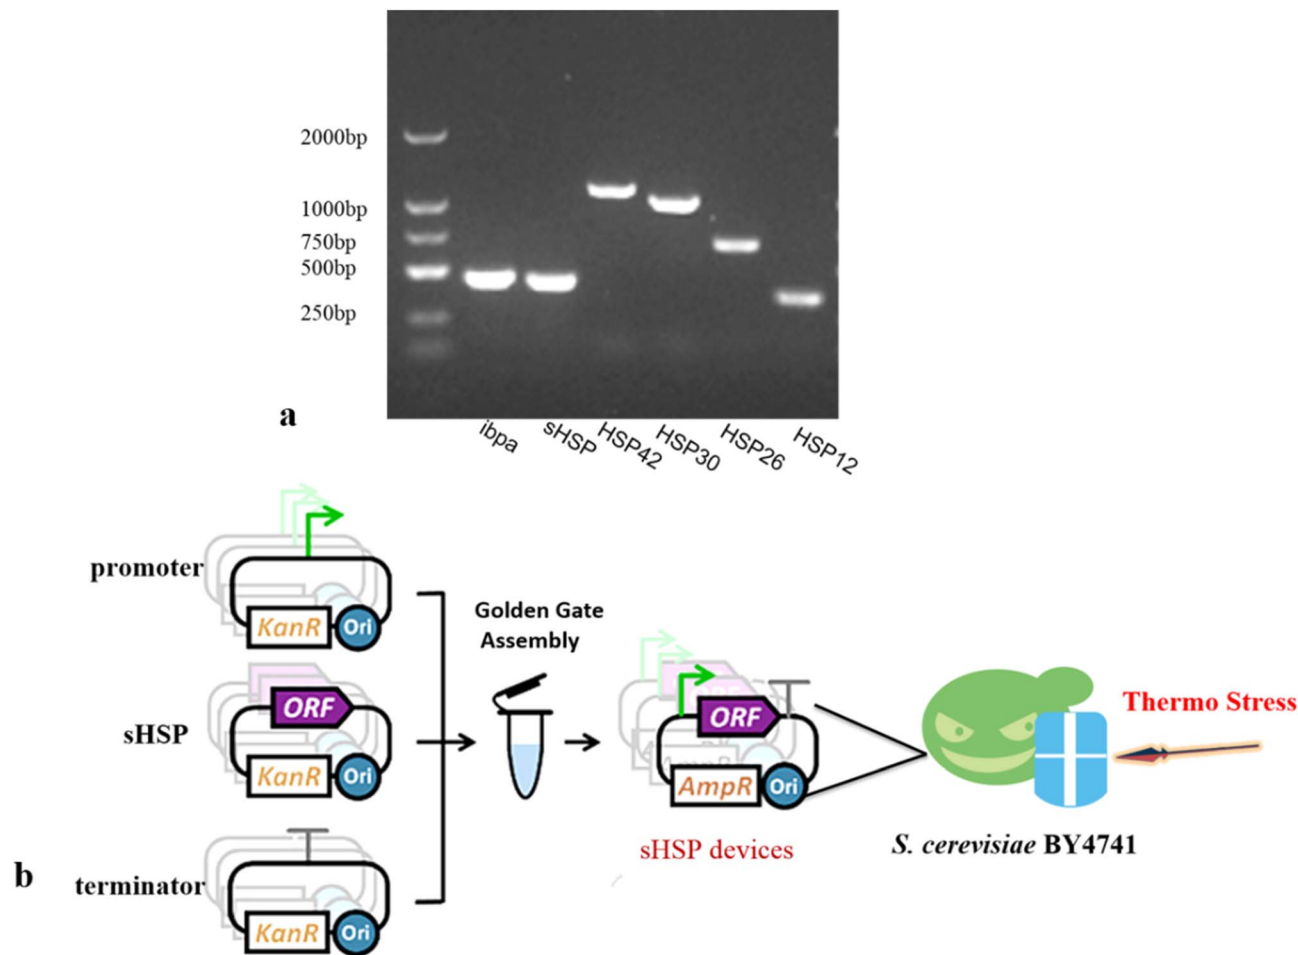 2000bp
1000bp
750bp
500bp
250bp
a
ibpa
sHSP
HSP42
HSP30
HSP26
HSP12
promoter
KanR
Ori
Golden Gate
Assembly
sHSP
ORF
KanR
Ori
ORF
AmpR
Ori
sHSP devices
Thermo Stress
S. cerevisiae BY4741
b
terminator
KanR
Ori